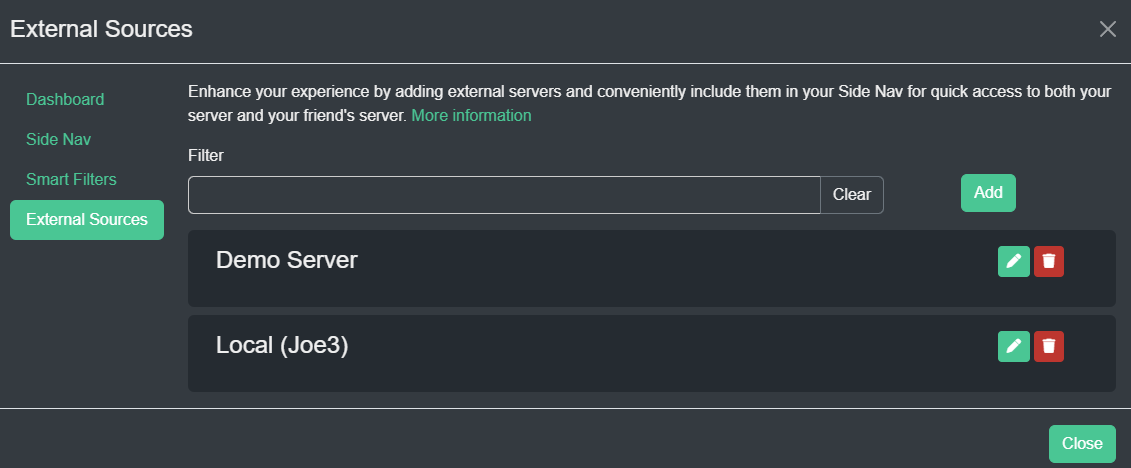 External Sources
Dashboard
Side Nav
Smart Filters
External Sources
Enhance your experience by adding external servers and conveniently include them in your Side Nav for quick access to both your
server and your friend's server. More information
Filter
Clear
Add
Demo Server
Local (Joe3)
Close